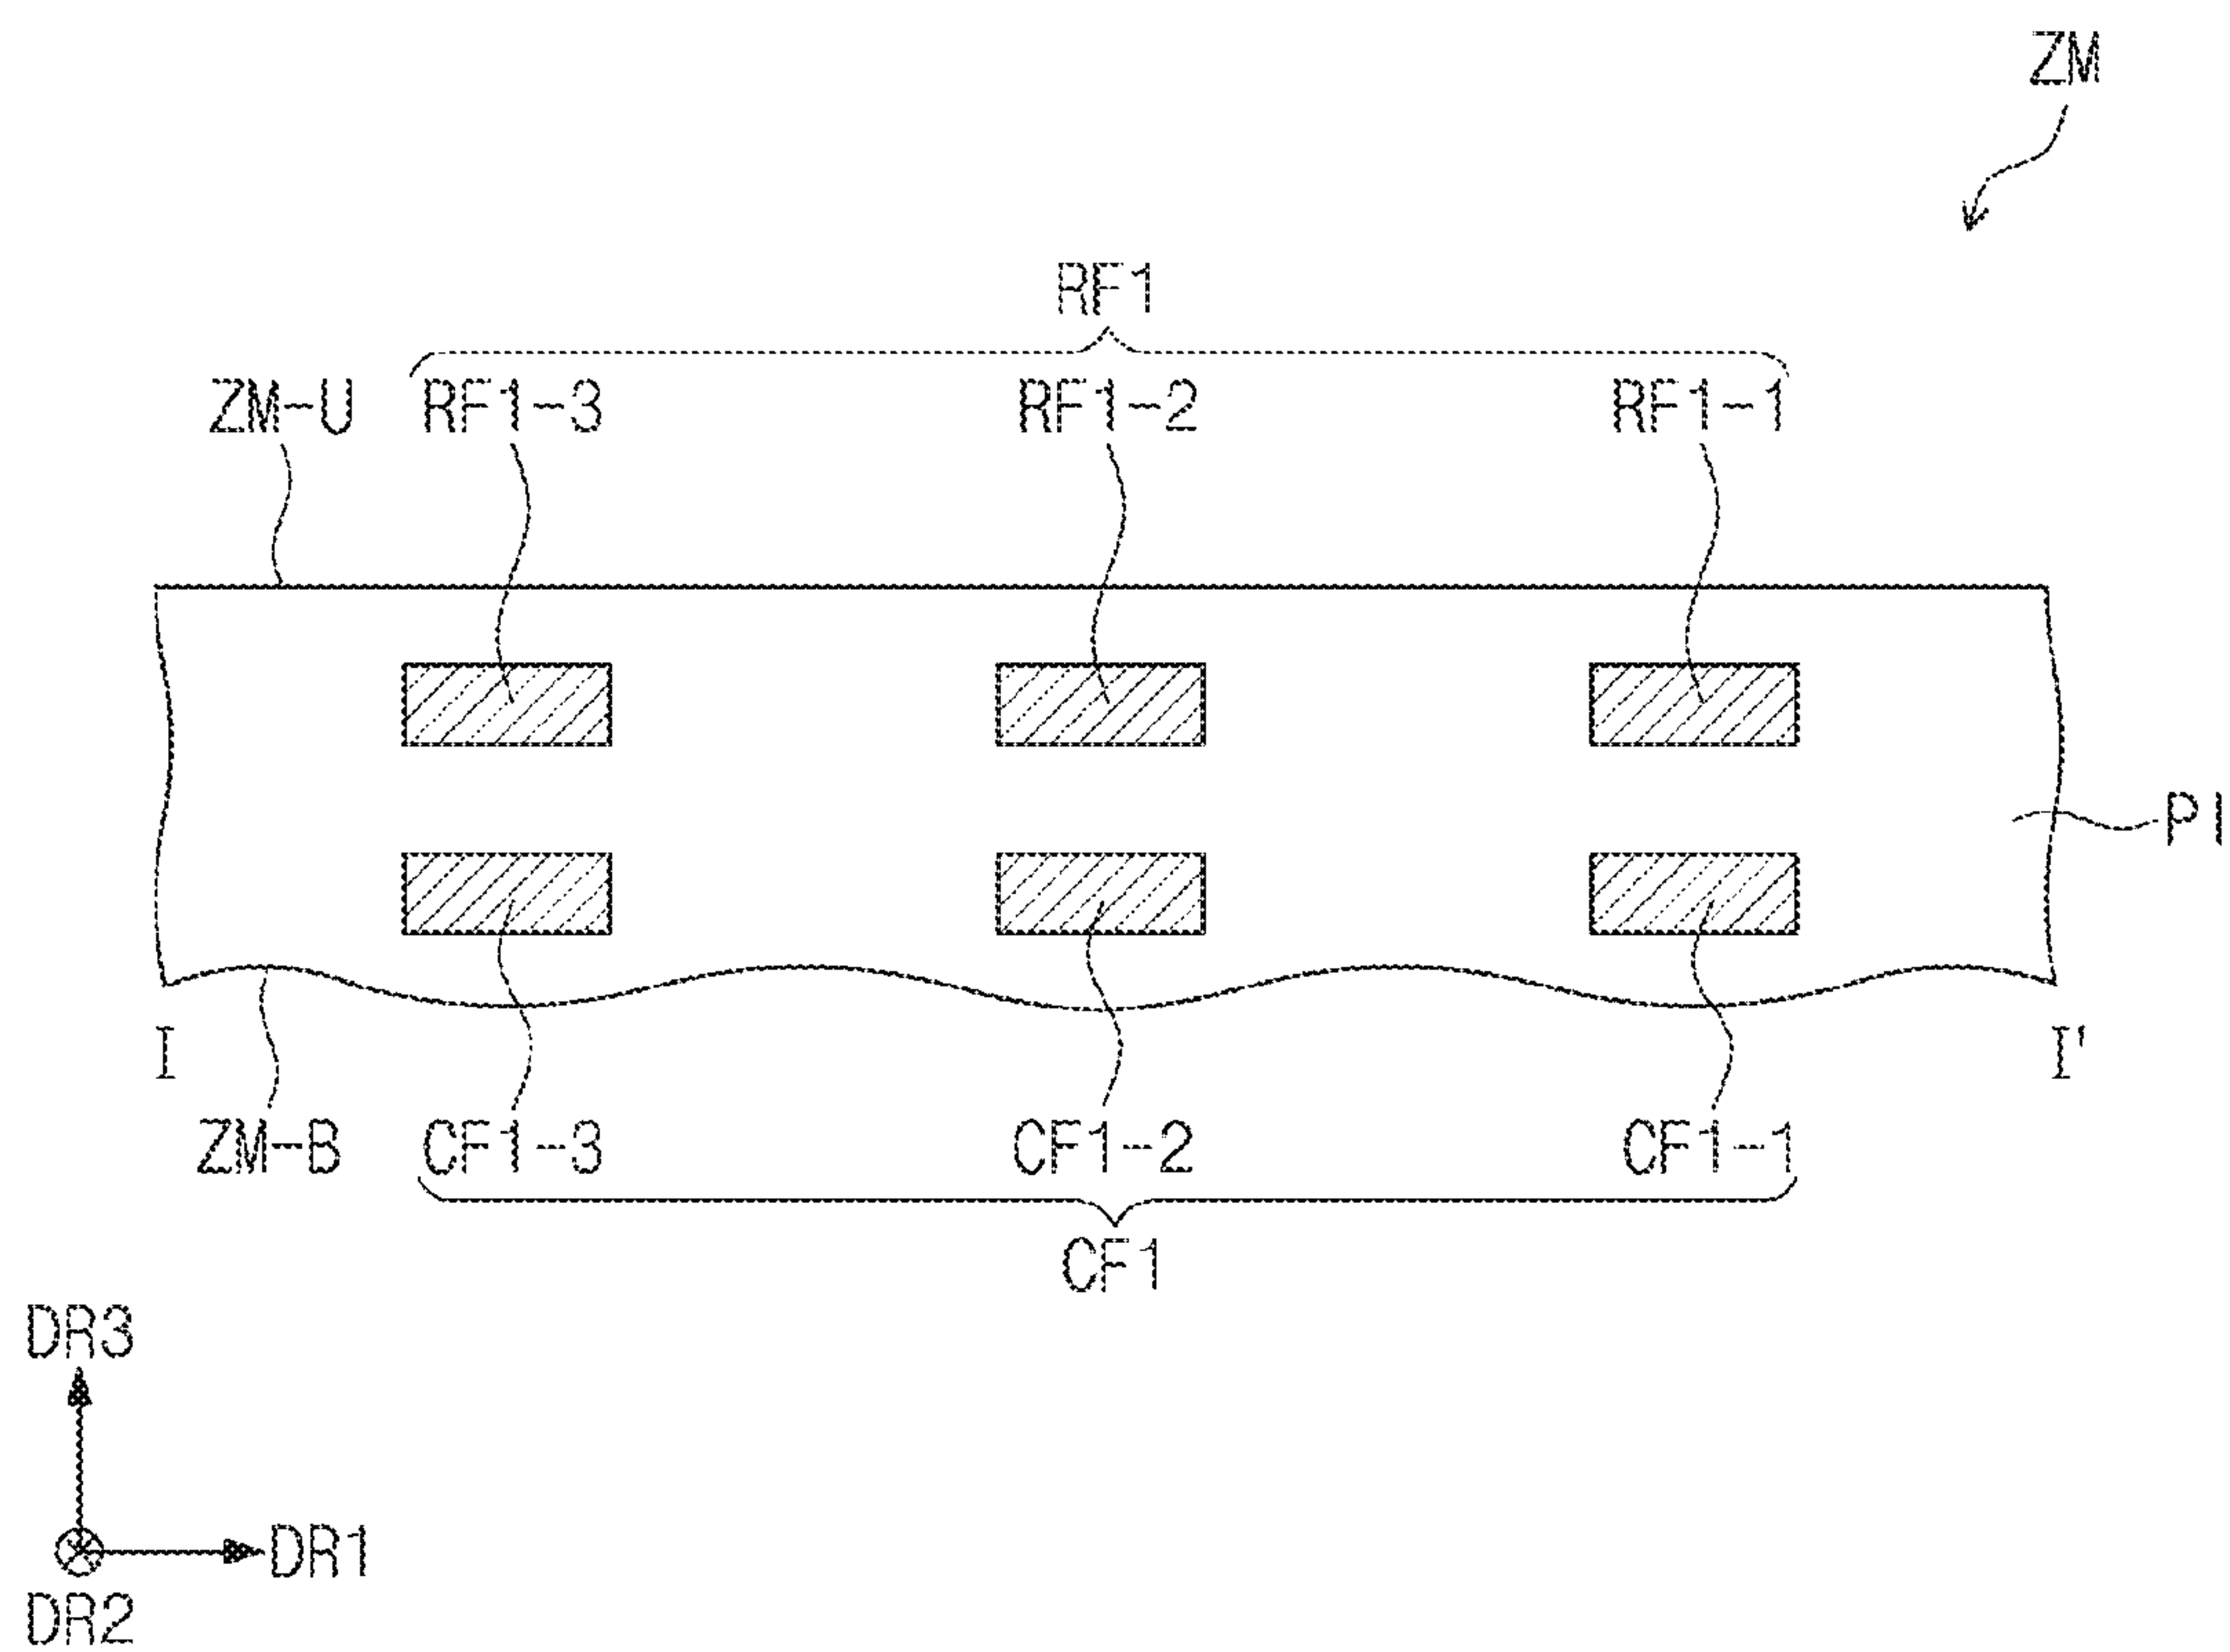 ZM
RF1
ZM-U RF1-3 RF1-2 RF1-1
PI
I I'
ZM-B CF1-3 CF1-2 CF1-1
CF1
DR3
DR1
DR2